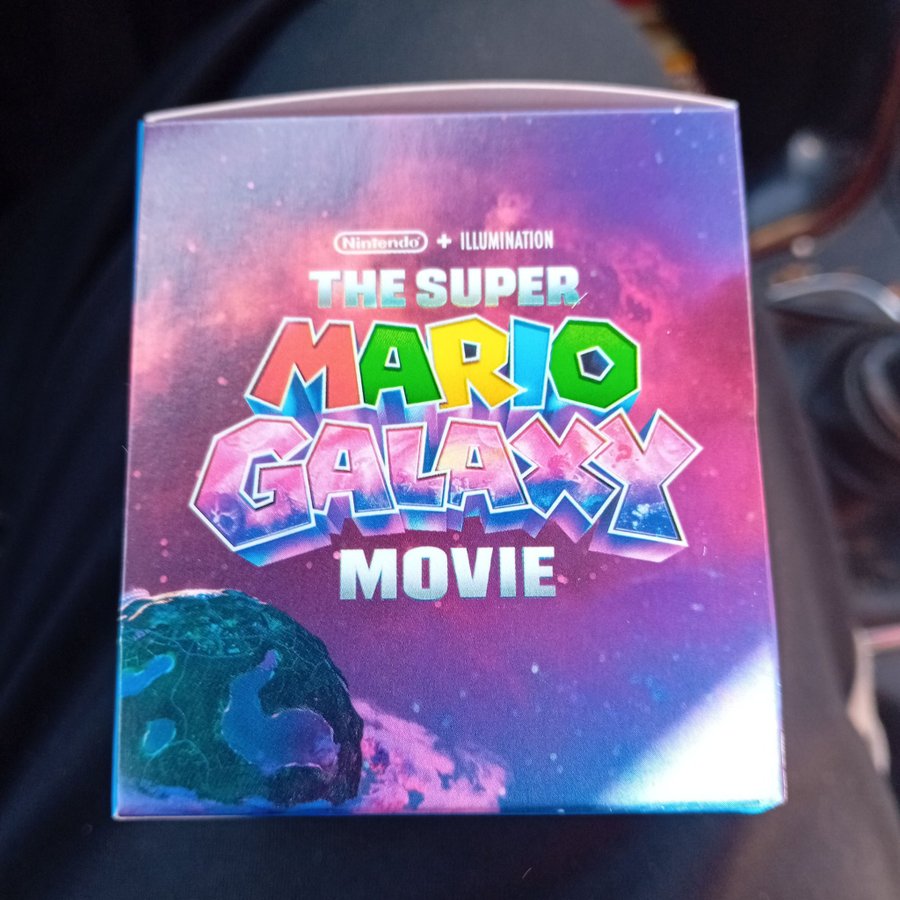 Nintendo + ILLUMINATION
THE SUPER
MARIO
GALAXY
MOVIE